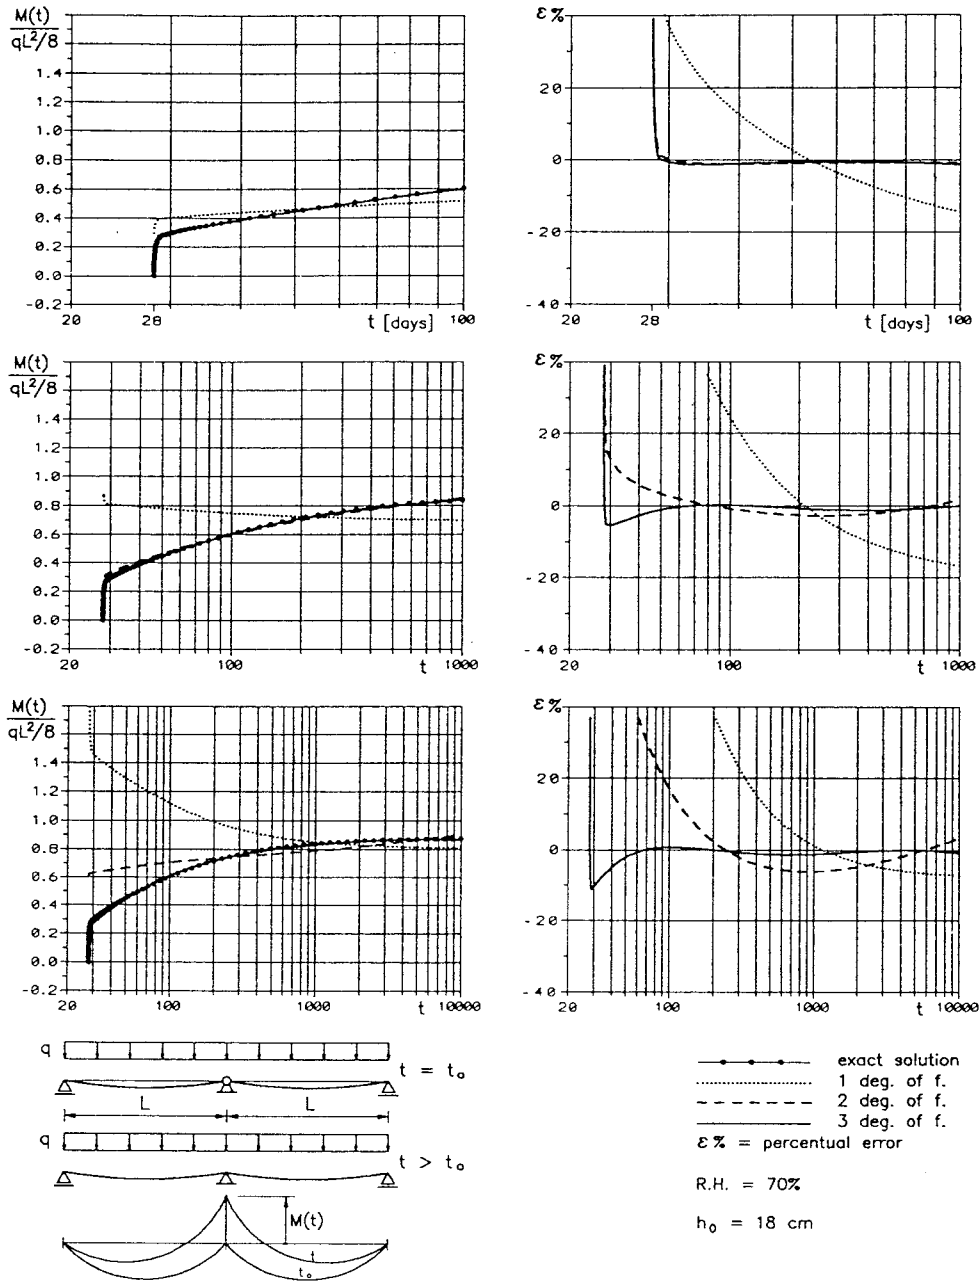 M(t)
qL²/8
1.4
1.2
1.0
0.8
0.6
0.4
0.2
0.0
-0.2
20 28 t [days] 100
ε%
20
0
-20
-40
20 28 t [days] 100
M(t)
qL²/8
1.4
1.2
1.0
0.8
0.6
0.4
0.2
0.0
-0.2
20 100 t 1000
ε%
20
0
-20
-40
20 100 t 1000
M(t)
qL²/8
1.4
1.2
1.0
0.8
0.6
0.4
0.2
0.0
-0.2
20 100 1000 t 10000
ε%
20
0
-20
-40
20 100 1000 t 10000
q
t = t₀
L L
q
t > t₀
M(t)
t
t₀
exact solution
1 deg. of f.
2 deg. of f.
3 deg. of f.
ε% = percentual error
R.H. = 70%
h₀ = 18 cm